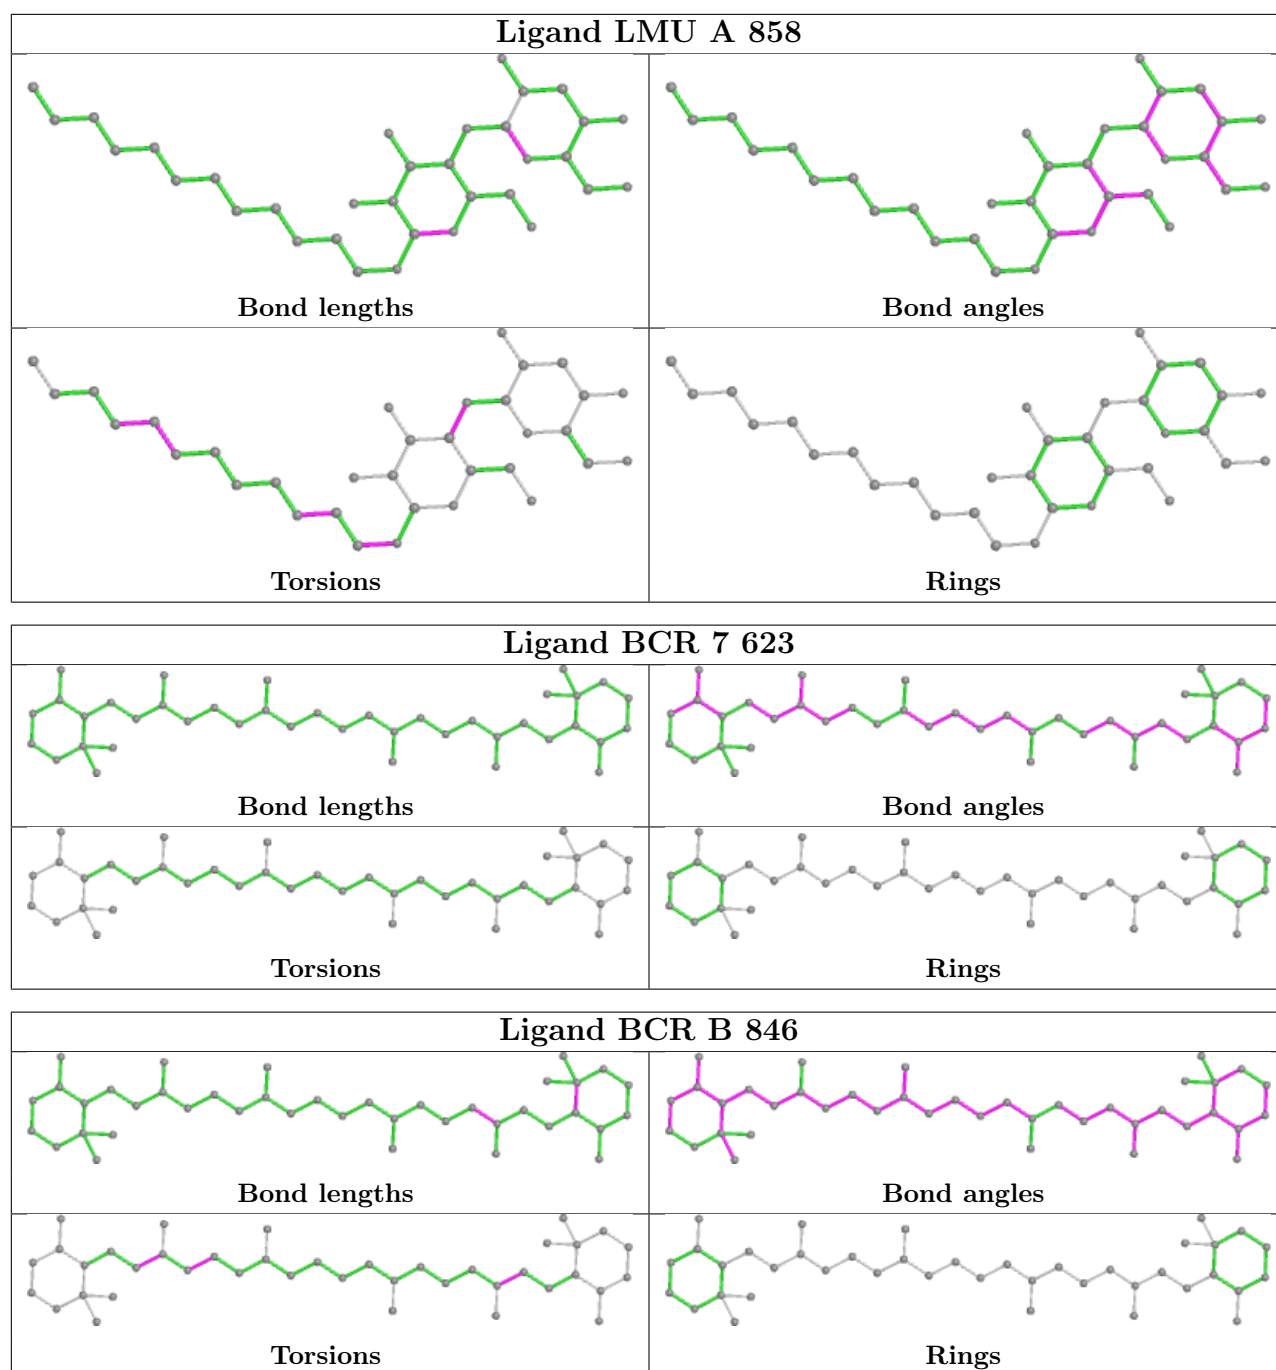 Ligand LMU A 858
Bond lengths
Bond angles
Torsions
Rings
Ligand BCR 7 623
Bond lengths
Bond angles
Torsions
Rings
Ligand BCR B 846
Bond lengths
Bond angles
Torsions
Rings